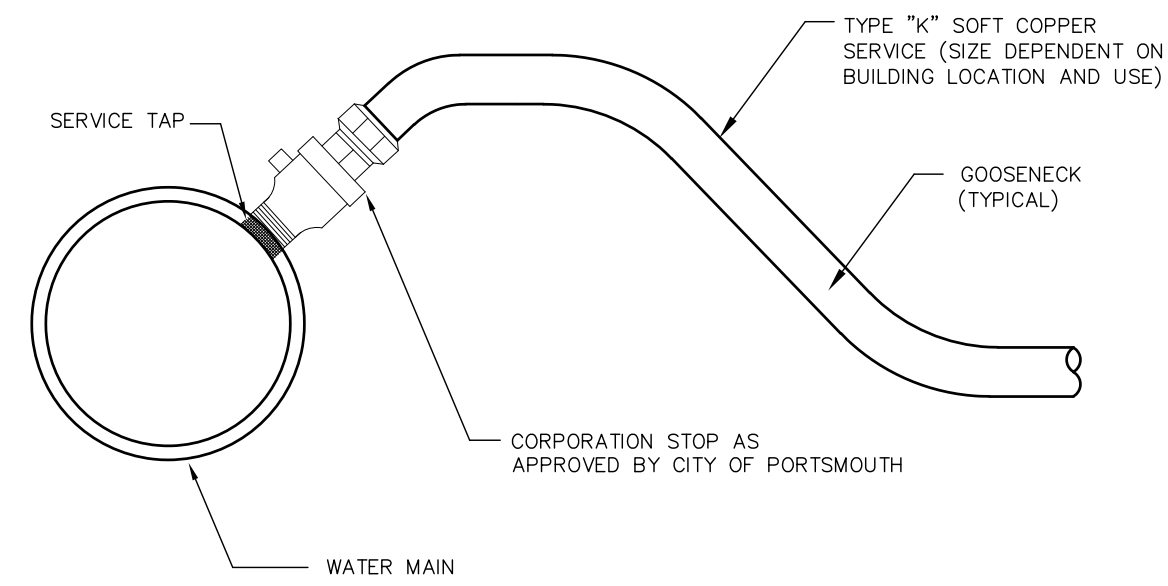 TYPE "K" SOFT COPPER
SERVICE (SIZE DEPENDENT ON
BUILDING LOCATION AND USE)
SERVICE TAP
GOOSENECK
(TYPICAL)
CORPORATION STOP AS
APPROVED BY CITY OF PORTSMOUTH
WATER MAIN